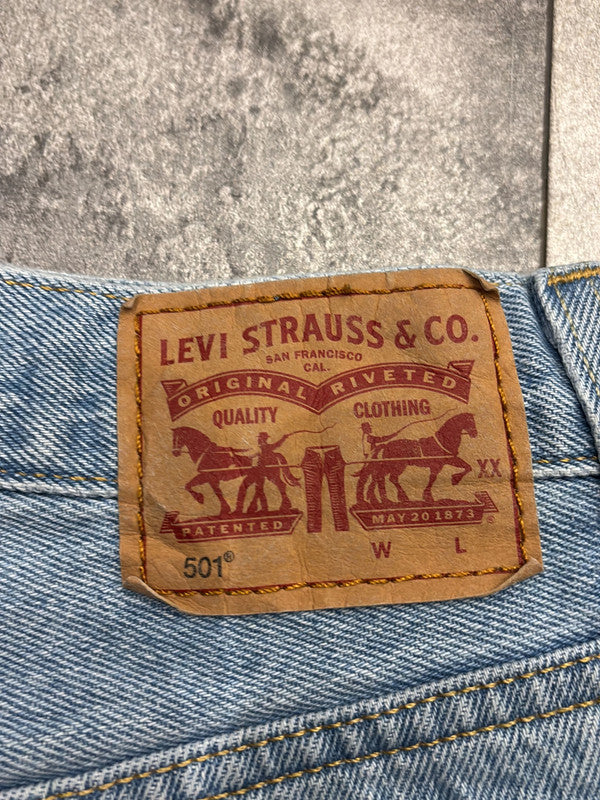 LEVI STRAUSS & CO.
SAN FRANCISCO
CAL.
ORIGINAL RIVETED
QUALITY CLOTHING
XX
PATENTED MAY 20 1873 ®
W L
501®